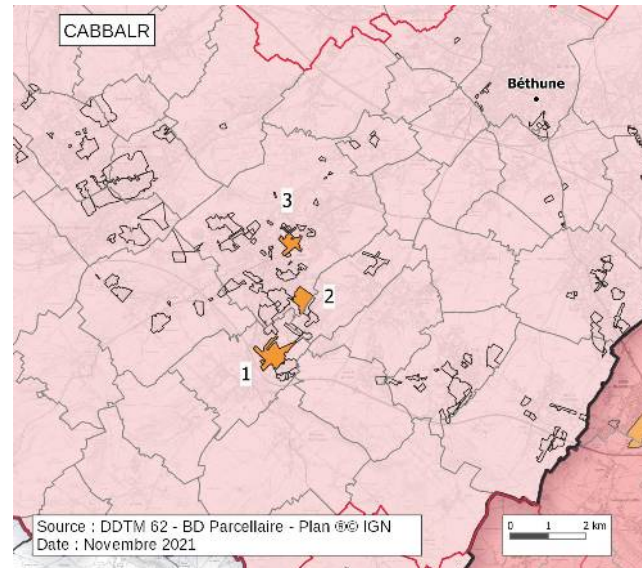 CABBALR
Béthune
3
2
1
Source : DDTM 62 - BD Parcellaire - Plan ©© IGN
Date : Novembre 2021
0 1 2 km